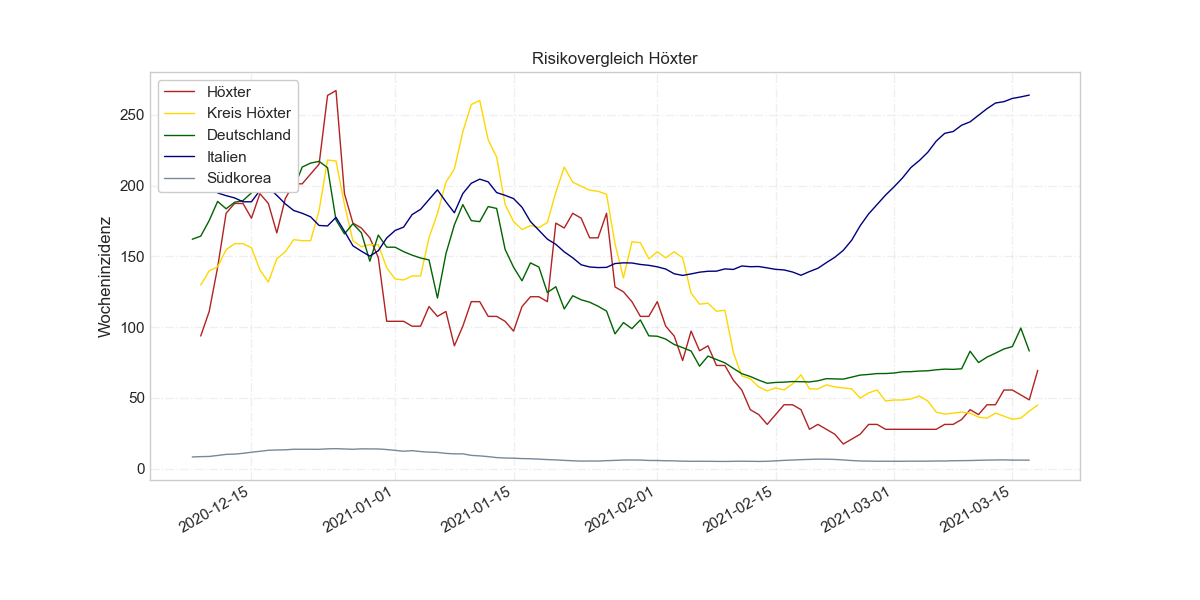 Risikovergleich Höxter
Höxter
Kreis Höxter
Deutschland
Italien
Südkorea
Wocheninzidenz
250
200
150
100
50
0
2020-12-15
2021-01-01
2021-01-15
2021-02-01
2021-02-15
2021-03-01
2021-03-15